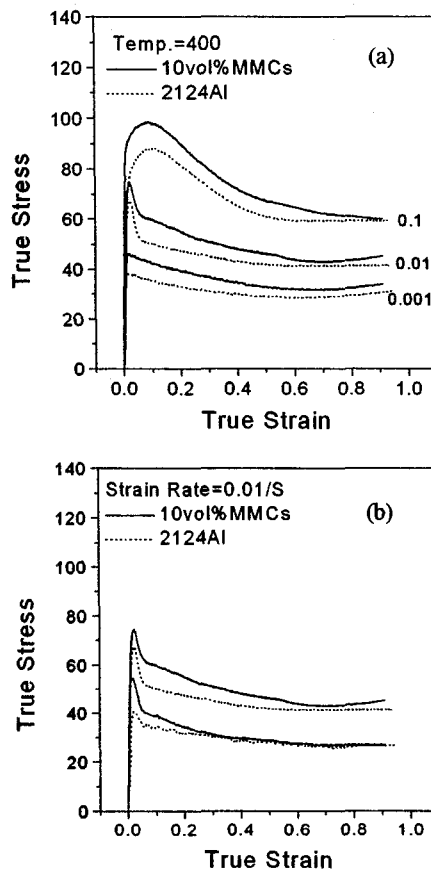 140
Temp.=400
(a)
10vol%MMCs
2124Al
120
100
80
60
40
20
0
True Stress
0.1
0.01
0.001
0.0 0.2 0.4 0.6 0.8 1.0
True Strain
140
Strain Rate=0.01/S
(b)
10vol%MMCs
2124Al
120
100
80
60
40
20
0
True Stress
0.0 0.2 0.4 0.6 0.8 1.0
True Strain